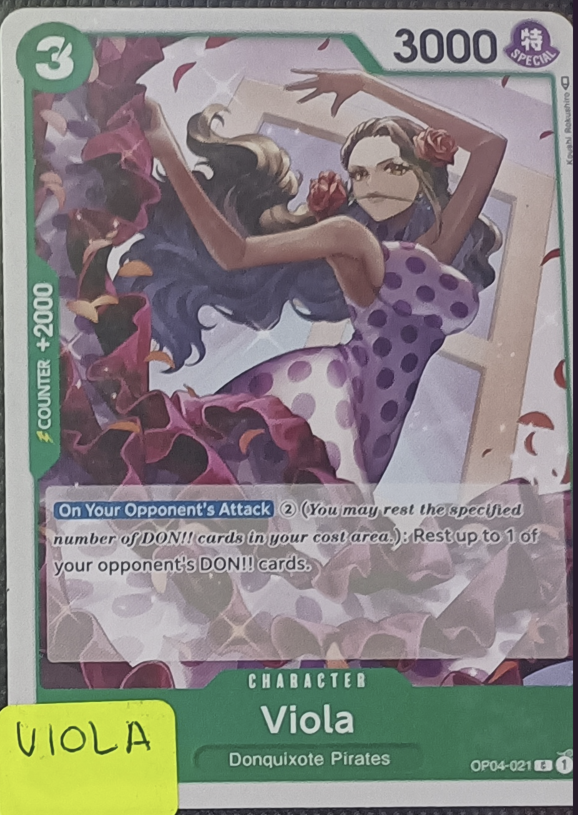 3
3000
特
SPECIAL
Koushi Rokushiro
COUNTER +2000
On Your Opponent's Attack ② (You may rest the specified
number of DON!! cards in your cost area.): Rest up to 1 of
your opponent's DON!! cards.
CHARACTER
Viola
Donquixote Pirates
OP04-021 C 1
VIOLA